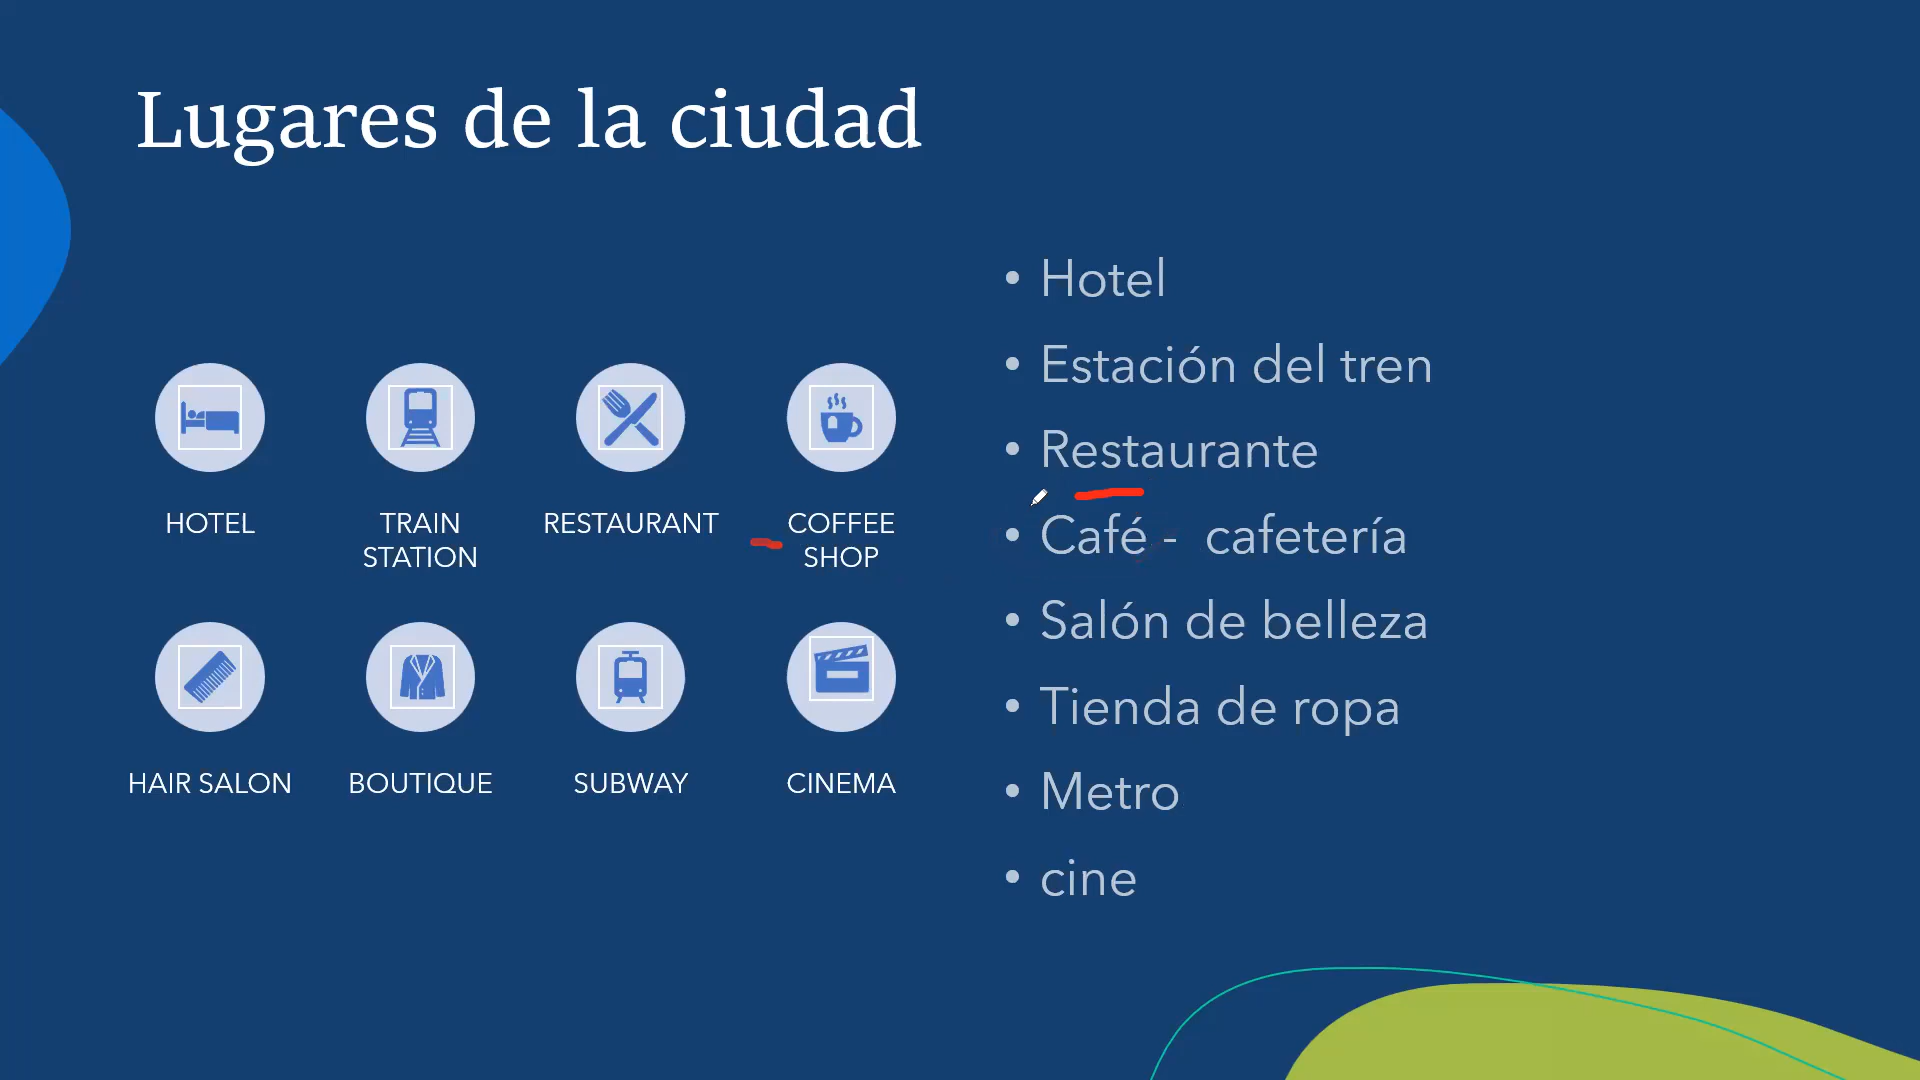 Lugares de la ciudad
HOTEL
TRAIN
STATION
RESTAURANT
COFFEE
SHOP
HAIR SALON
BOUTIQUE
SUBWAY
CINEMA
• Hotel
• Estación del tren
• Restaurante
• Café - cafetería
• Salón de belleza
• Tienda de ropa
• Metro
• cine